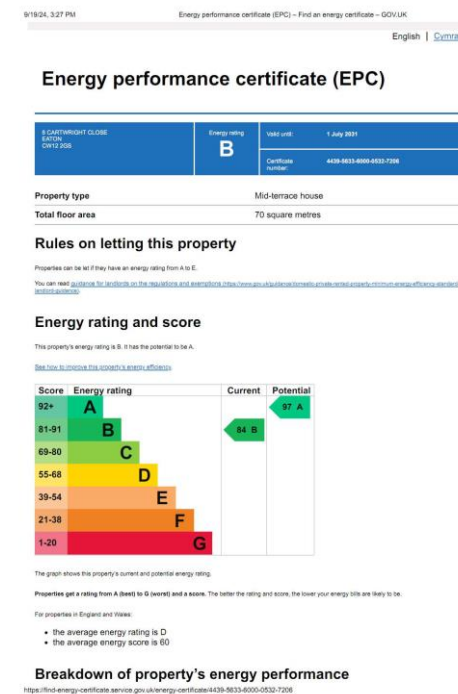 9/19/24, 3:27 PM
Energy performance certificate (EPC) – Find an energy certificate – GOV.UK
English | Cymra
Energy performance certificate (EPC)
8 CARTWRIGHT CLOSE
EATON
CW12 2GS
Energy rating
B
Valid until:
1 July 2031
Certificate number:
4439-5633-6000-0532-7206
Property type
Mid-terrace house
Total floor area
70 square metres
Rules on letting this property
Properties can be let if they have an energy rating from A to E.
You can read guidance for landlords on the regulations and exemptions (https://www.gov.uk/guidance/domestic-private-rented-property-minimum-energy-efficiency-standard-
landlord-guidance).
Energy rating and score
This property's energy rating is B. It has the potential to be A.
See how to improve this property's energy efficiency.
Score Energy rating Current Potential
92+ A 97 A
81-91 B 84 B
69-80 C
55-68 D
39-54 E
21-38 F
1-20 G
The graph shows this property's current and potential energy rating.
Properties get a rating from A (best) to G (worst) and a score. The better the rating and score, the lower your energy bills are likely to be.
For properties in England and Wales:
• the average energy rating is D
• the average energy score is 60
Breakdown of property's energy performance
https://find-energy-certificate.service.gov.uk/energy-certificate/4439-5633-6000-0532-7206